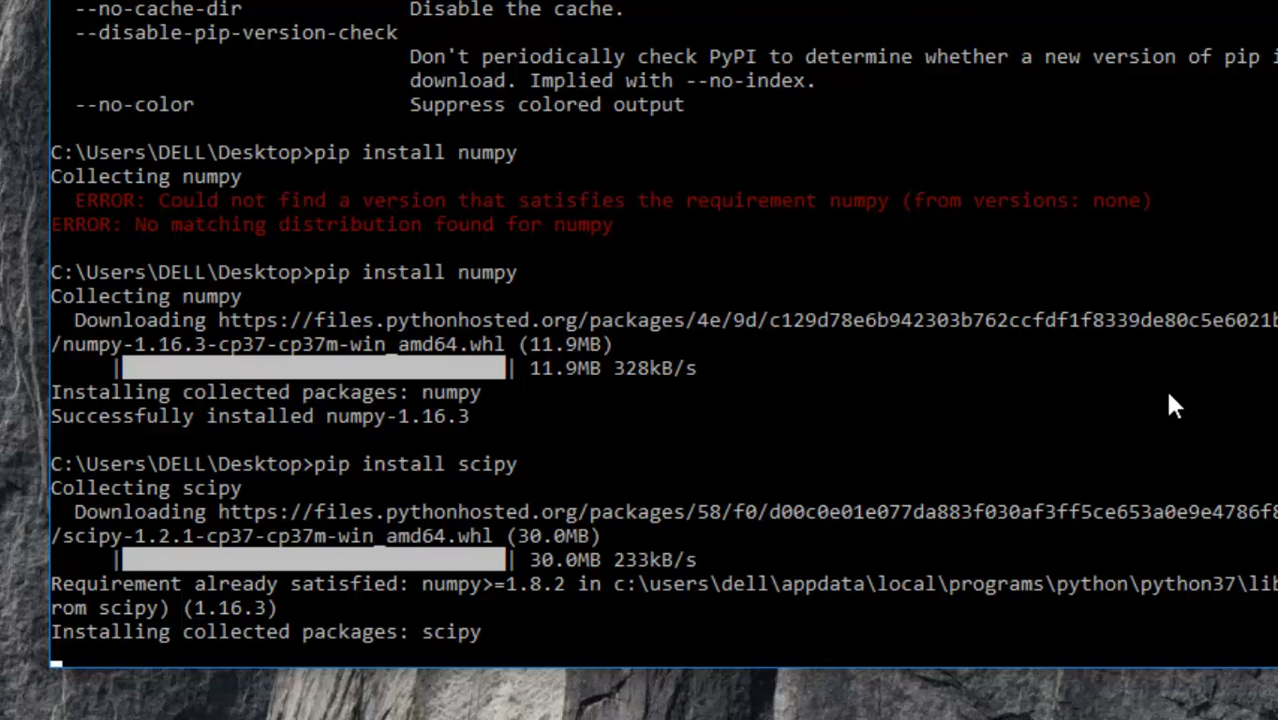 --no-cache-dir Disable the cache.
--disable-pip-version-check
Don't periodically check PyPI to determine whether a new version of pip
download. Implied with --no-index.
--no-color Suppress colored output
C:\Users\DELL\Desktop>pip install numpy
Collecting numpy
ERROR: Could not find a version that satisfies the requirement numpy (from versions: none)
ERROR: No matching distribution found for numpy
C:\Users\DELL\Desktop>pip install numpy
Collecting numpy
Downloading https://files.pythonhosted.org/packages/4e/9d/c129d78e6b942303b762ccfdf1f8339de80c5e6021b
/numpy-1.16.3-cp37-cp37m-win_amd64.whl (11.9MB)
|████████████████████████████████| 11.9MB 328kB/s
Installing collected packages: numpy
Successfully installed numpy-1.16.3
C:\Users\DELL\Desktop>pip install scipy
Collecting scipy
Downloading https://files.pythonhosted.org/packages/58/f0/d00c0e01e077da883f030af3ff5ce653a0e9e4786f8
/scipy-1.2.1-cp37-cp37m-win_amd64.whl (30.0MB)
|████████████████████████████████| 30.0MB 233kB/s
Requirement already satisfied: numpy>=1.8.2 in c:\users\dell\appdata\local\programs\python\python37\lib
rom scipy) (1.16.3)
Installing collected packages: scipy